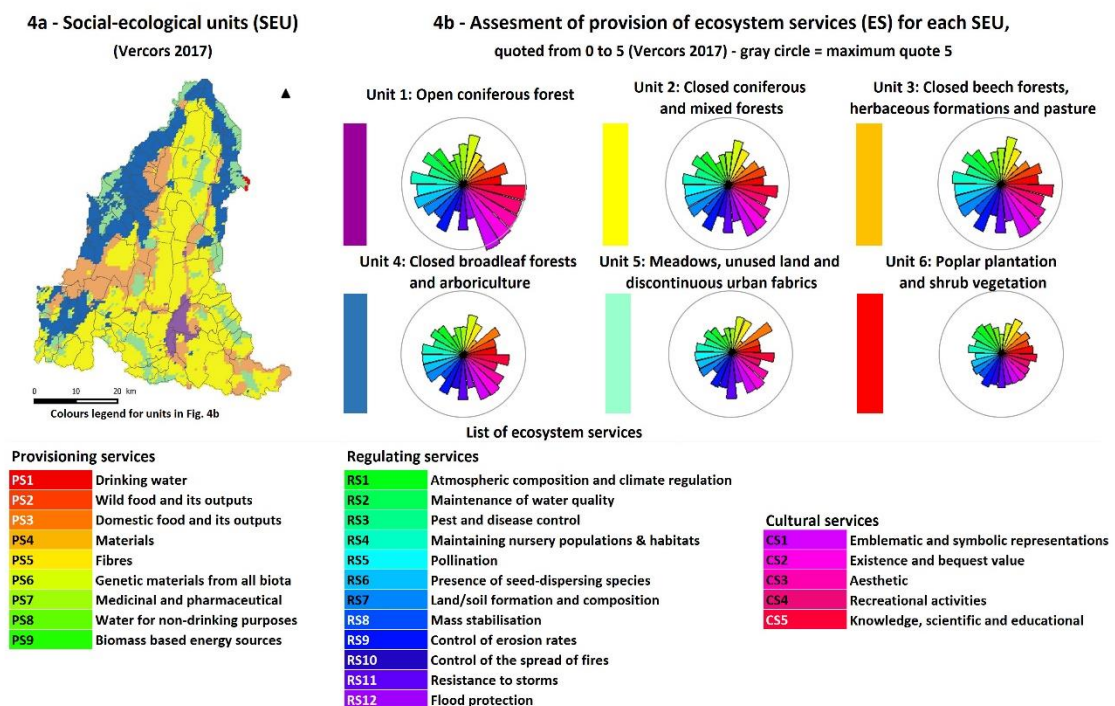 4a - Social-ecological units (SEU)
(Vercors 2017)
4b - Assesment of provision of ecosystem services (ES) for each SEU,
quoted from 0 to 5 (Vercors 2017) - gray circle = maximum quote 5
Unit 1: Open coniferous forest
Unit 2: Closed coniferous
and mixed forests
Unit 3: Closed beech forests,
herbaceous formations and pasture
Unit 4: Closed broadleaf forests
and arboriculture
Unit 5: Meadows, unused land and
discontinuous urban fabrics
Unit 6: Poplar plantation
and shrub vegetation
0 10 20 km
Colours legend for units in Fig. 4b
List of ecosystem services
Provisioning services
PS1 Drinking water
PS2 Wild food and its outputs
PS3 Domestic food and its outputs
PS4 Materials
PS5 Fibres
PS6 Genetic materials from all biota
PS7 Medicinal and pharmaceutical
PS8 Water for non-drinking purposes
PS9 Biomass based energy sources
Regulating services
RS1 Atmospheric composition and climate regulation
RS2 Maintenance of water quality
RS3 Pest and disease control
RS4 Maintaining nursery populations & habitats
RS5 Pollination
RS6 Presence of seed-dispersing species
RS7 Land/soil formation and composition
RS8 Mass stabilisation
RS9 Control of erosion rates
RS10 Control of the spread of fires
RS11 Resistance to storms
RS12 Flood protection
Cultural services
CS1 Emblematic and symbolic representations
CS2 Existence and bequest value
CS3 Aesthetic
CS4 Recreational activities
CS5 Knowledge, scientific and educational